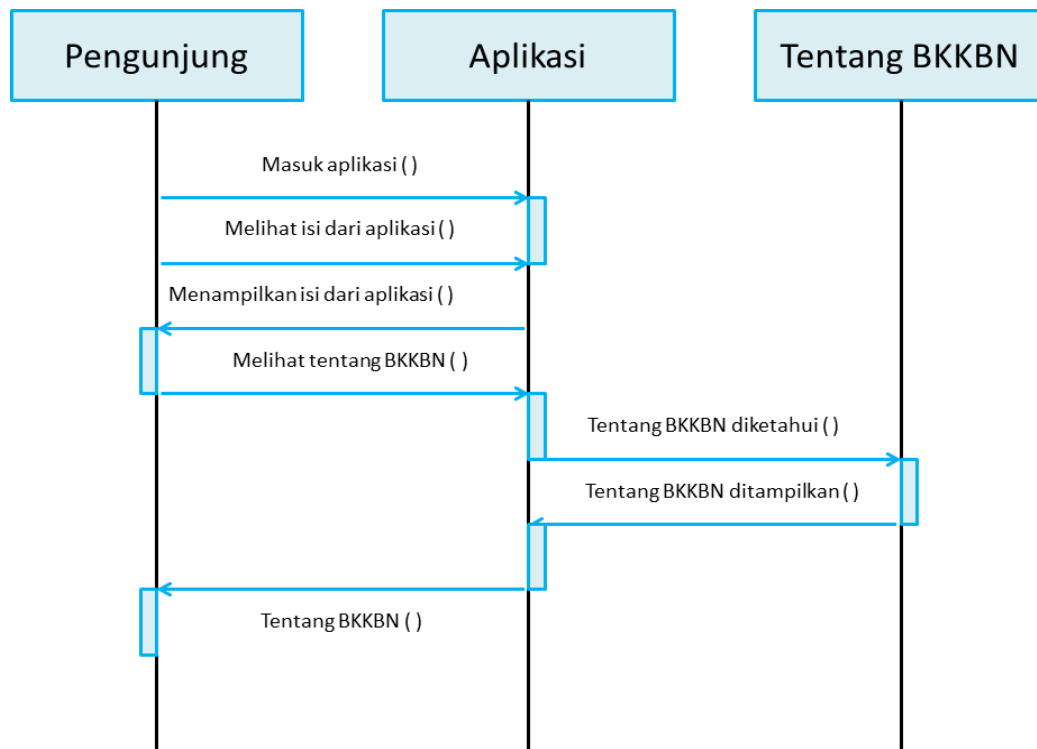 Pengunjung
Aplikasi
Tentang BKKBN
Masuk aplikasi ( )
Melihat isi dari aplikasi ( )
Menampilkan isi dari aplikasi ( )
Melihat tentang BKKBN ( )
Tentang BKKBN diketahui ( )
Tentang BKKBN ditampilkan ( )
Tentang BKKBN ( )